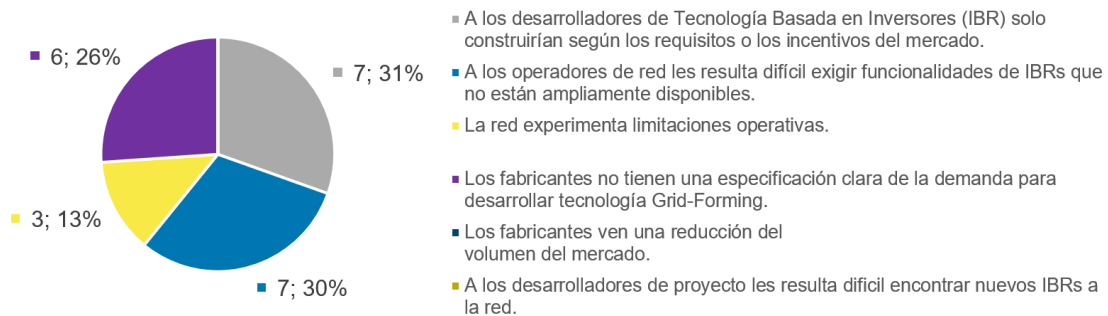 6; 26%
7; 31%
3; 13%
7; 30%
A los desarrolladores de Tecnología Basada en Inversores (IBR) solo
construirían según los requisitos o los incentivos del mercado.
A los operadores de red les resulta difícil exigir funcionalidades de IBRs que
no están ampliamente disponibles.
La red experimenta limitaciones operativas.
Los fabricantes no tienen una especificación clara de la demanda para
desarrollar tecnología Grid-Forming.
Los fabricantes ven una reducción del
volumen del mercado.
A los desarrolladores de proyecto les resulta dificil encontrar nuevos IBRs a
la red.